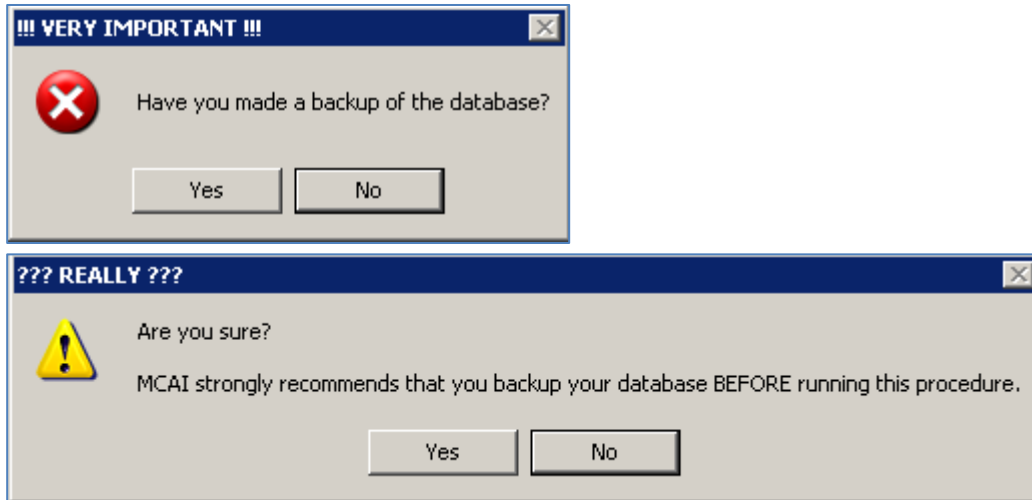 !!! VERY IMPORTANT !!!
Have you made a backup of the database?
Yes No
??? REALLY ???
Are you sure?
MCAI strongly recommends that you backup your database BEFORE running this procedure.
Yes No